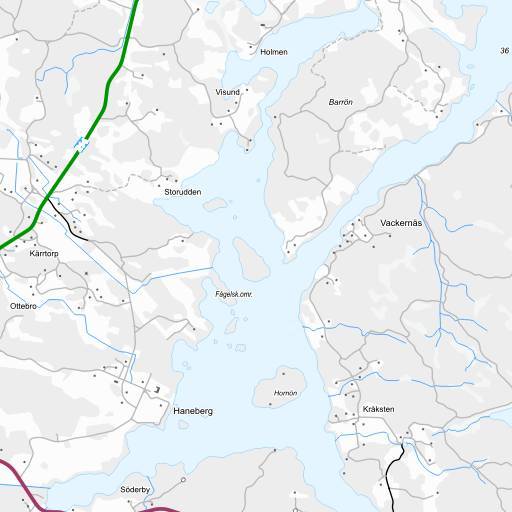 Holmen
36
Visund
Barrön
Storudden
Vackernäs
Kärrtorp
Fågelsk.omr.
Ottebro
Hornön
Haneberg
Kråksten
Söderby